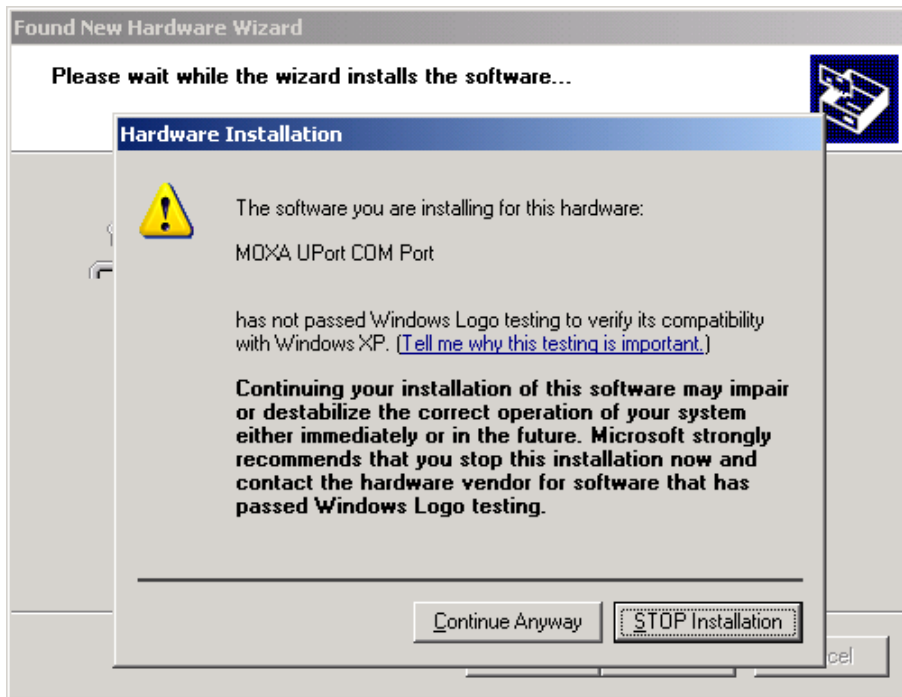 Found New Hardware Wizard
Please wait while the wizard installs the software...
Hardware Installation
The software you are installing for this hardware:
MOXA UPort COM Port
has not passed Windows Logo testing to verify its compatibility
with Windows XP. (Tell me why this testing is important.)
Continuing your installation of this software may impair
or destabilize the correct operation of your system
either immediately or in the future. Microsoft strongly
recommends that you stop this installation now and
contact the hardware vendor for software that has
passed Windows Logo testing.
Continue Anyway
STOP Installation
cel